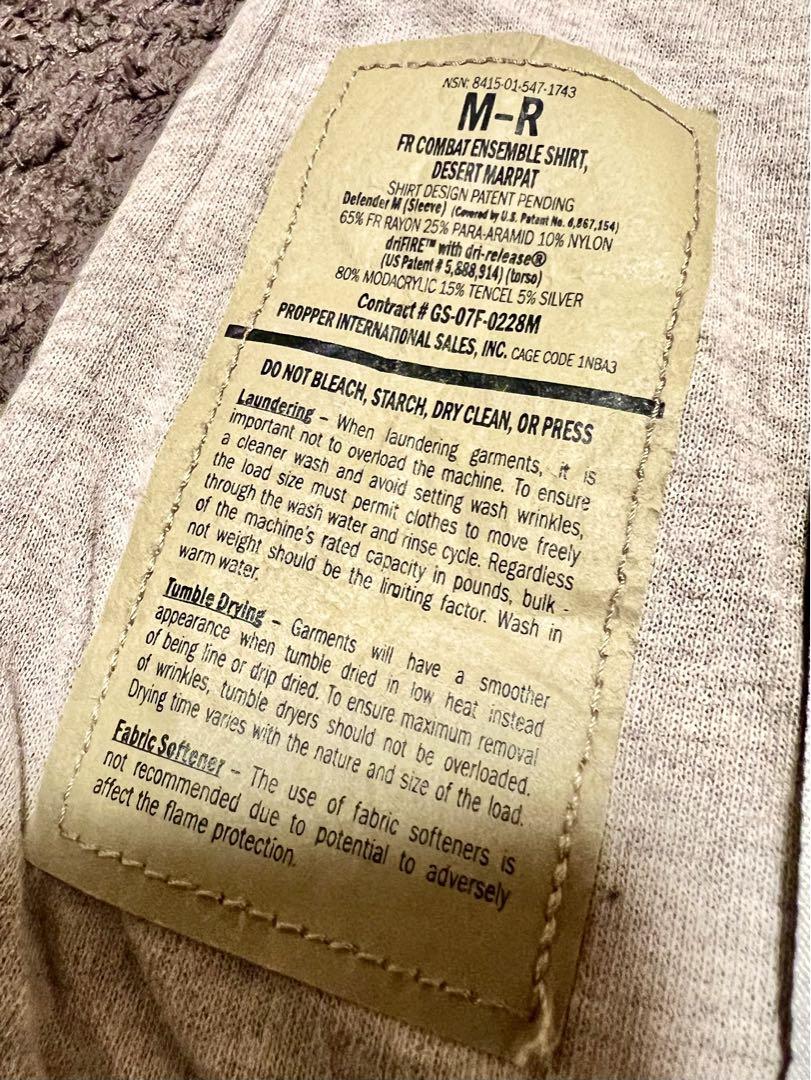 NSN: 8415-01-547-1743
M-R
FR COMBAT ENSEMBLE SHIRT,
DESERT MARPAT
SHIRT DESIGN PATENT PENDING
Defender M (Sleeve) (Covered by U.S. Patent No. 6,867,154)
65% FR RAYON 25% PARA-ARAMID 10% NYLON
driFIRE™ with dri-release®
(US Patent # 5,888,914) (torso)
80% MODACRYLIC 15% TENCEL 5% SILVER
Contract # GS-07F-0228M
PROPPER INTERNATIONAL SALES, INC. CAGE CODE 1NBA3
DO NOT BLEACH, STARCH, DRY CLEAN, OR PRESS
Laundering – When laundering garments, it is
important not to overload the machine. To ensure
a cleaner wash and avoid setting wash wrinkles,
the load size must permit clothes to move freely
through the wash water and rinse cycle. Regardless
of the machine's rated capacity in pounds, bulk -
not weight should be the limiting factor. Wash in
warm water.
Tumble Drying – Garments will have a smoother
appearance when tumble dried in low heat instead
of being line or drip dried. To ensure maximum removal
of wrinkles, tumble dryers should not be overloaded.
Drying time varies with the nature and size of the load.
Fabric Softener – The use of fabric softeners is
not recommended due to potential to adversely
affect the flame protection.